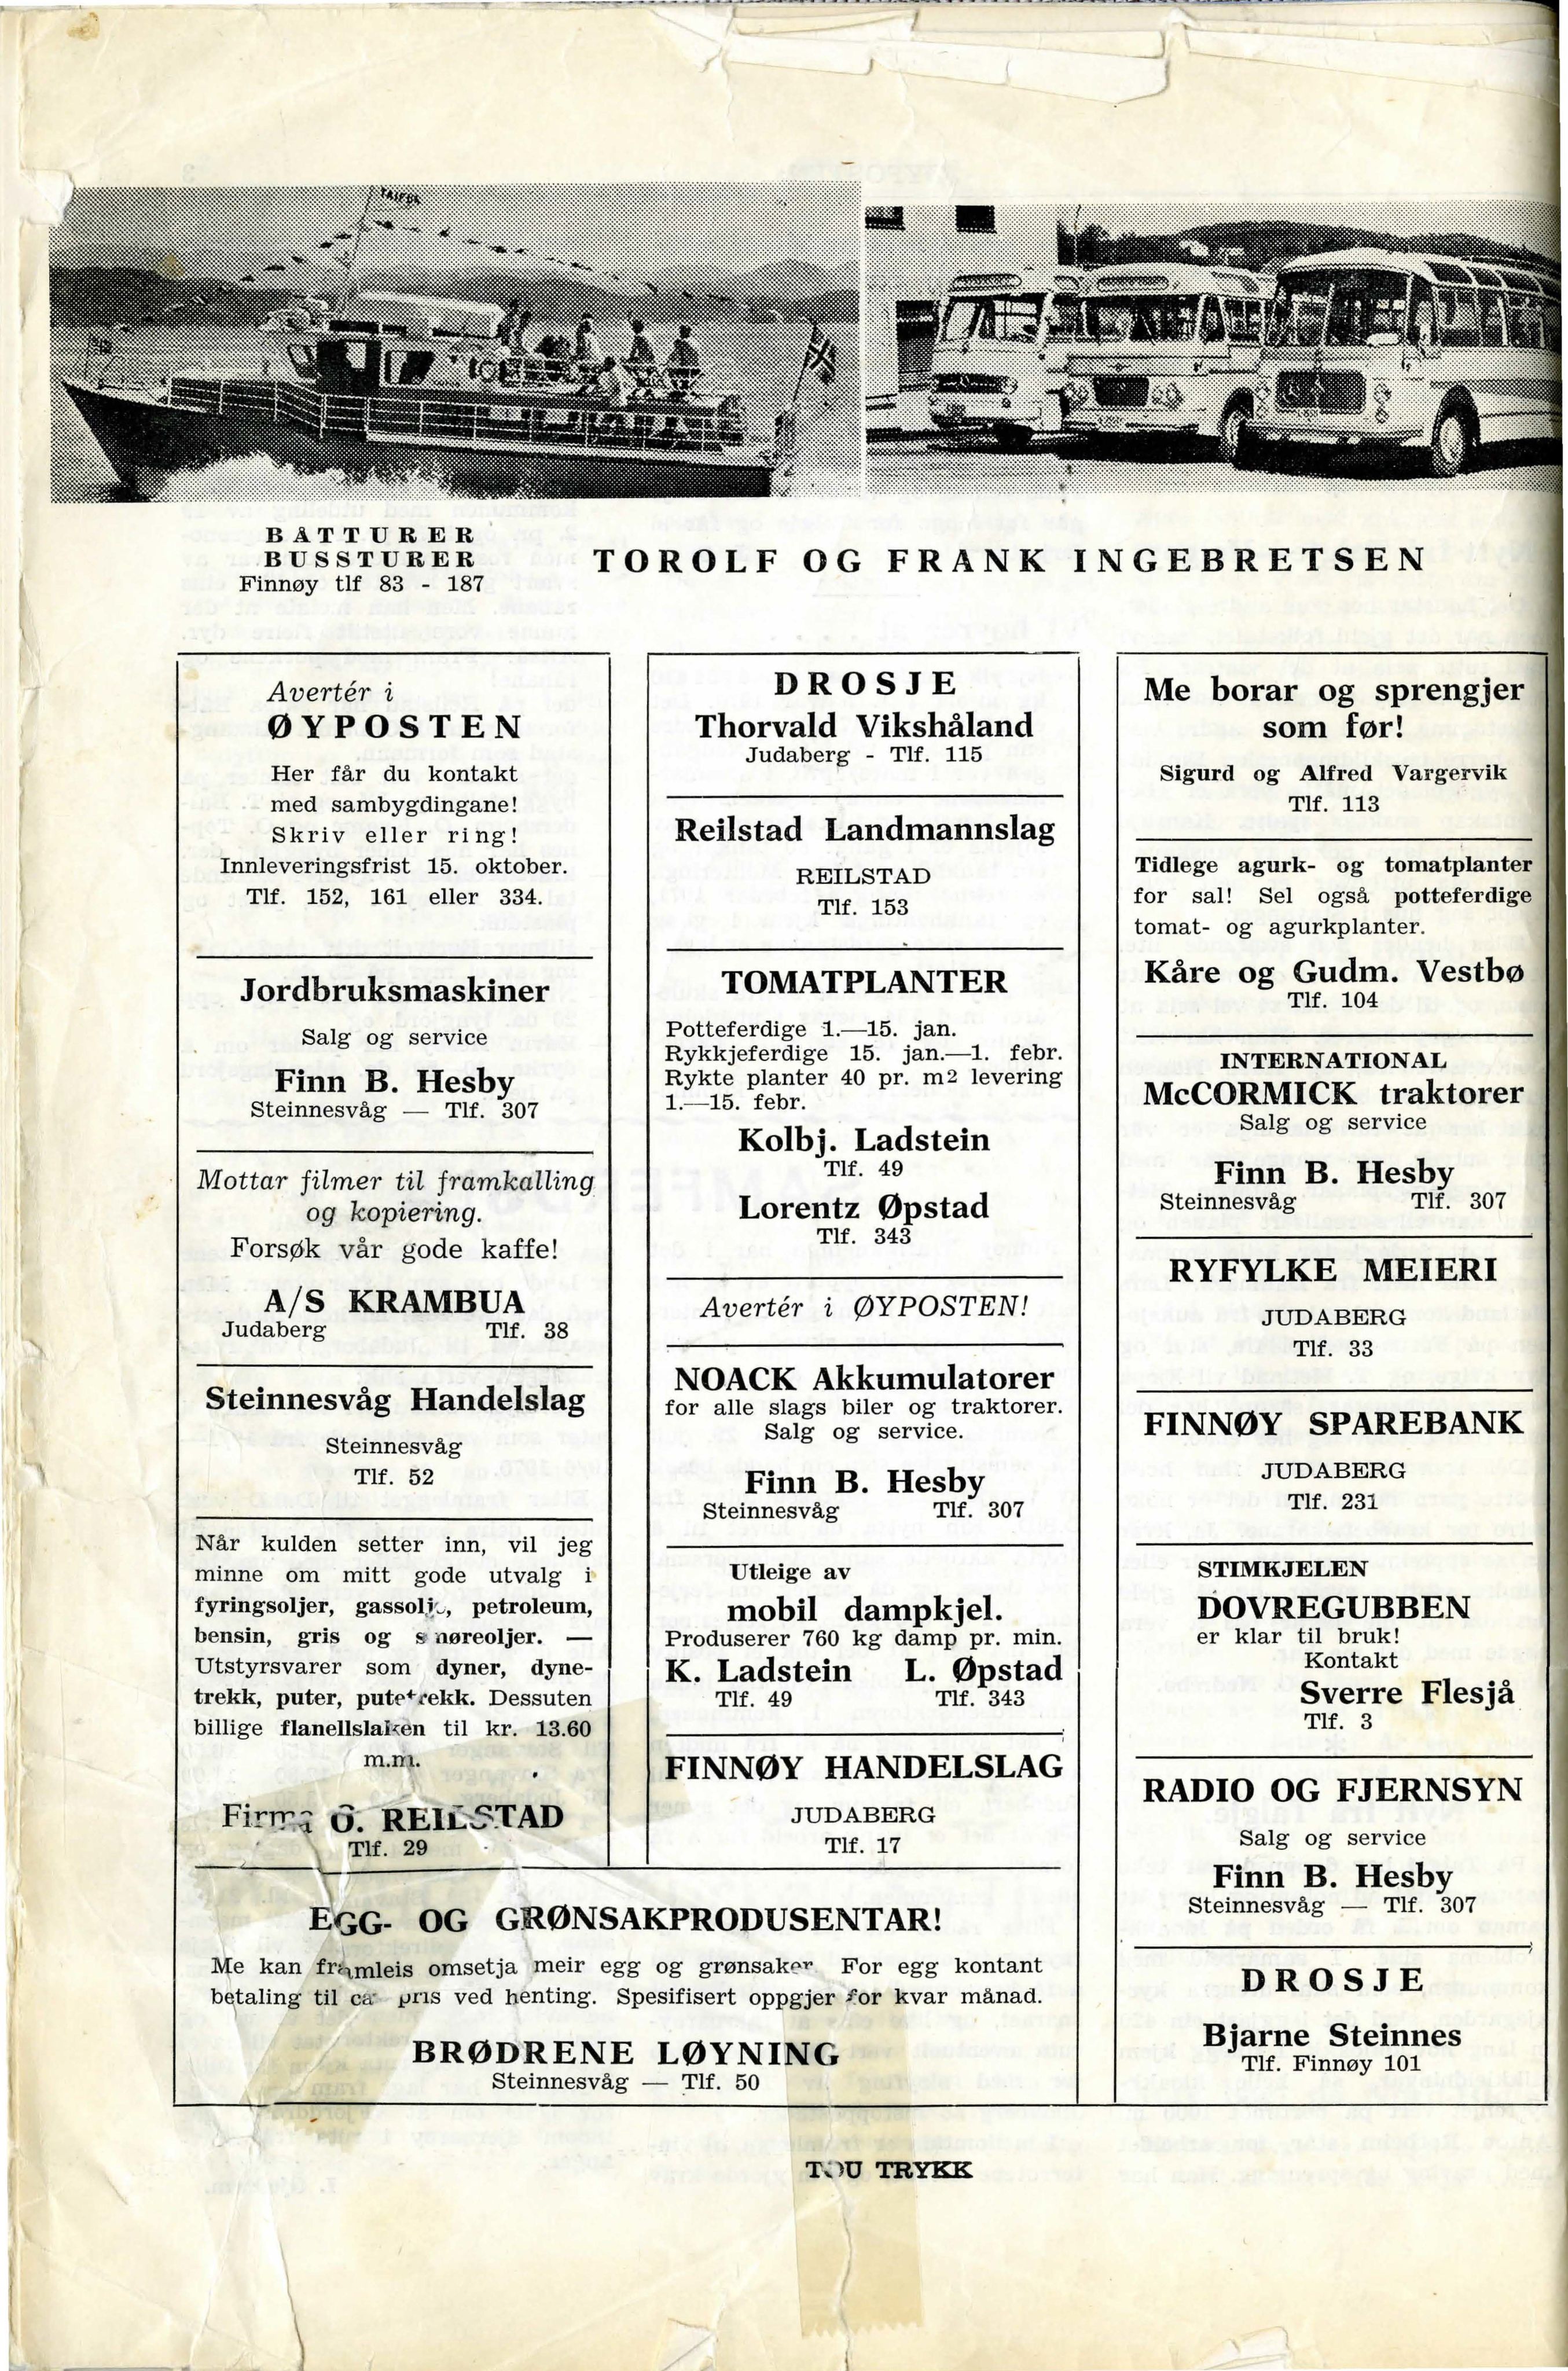 TAIFUN
BÅTTURER
BUSSTURER
Finnøy tlf 83 - 187
TOROLF OG FRANK INGEBRETSEN
Avertér i
ØYPOSTEN
Her får du kontakt
med sambygdingane!
Skriv eller ring!
Innleveringsfrist 15. oktober.
Tlf. 152, 161 eller 334.
Jordbruksmaskiner
Salg og service
Finn B. Hesby
Steinnesvåg — Tlf. 307
Mottar filmer til framkalling
og kopiering.
Forsøk vår gode kaffe!
A/S KRAMBUA
Judaberg Tlf. 38
Steinnesvåg Handelslag
Steinnesvåg
Tlf. 52
Når kulden setter inn, vil jeg
minne om mitt gode utvalg i
fyringsoljer, gassolje, petroleum,
bensin, gris og smøreoljer. —
Utstyrsvarer som dyner, dyne-
trekk, puter, putetrekk. Dessuten
billige flanellslaken til kr. 13.60
m.m.
Firma O. REILSTAD
Tlf. 29
DROSJE
Thorvald Vikshåland
Judaberg - Tlf. 115
Reilstad Landmannslag
REILSTAD
Tlf. 153
TOMATPLANTER
Potteferdige 1.—15. jan.
Rykkjeferdige 15. jan.—1. febr.
Rykte planter 40 pr. m2 levering
1.—15. febr.
Kolbj. Ladstein
Tlf. 49
Lorentz Øpstad
Tlf. 343
Avertér i ØYPOSTEN!
NOACK Akkumulatorer
for alle slags biler og traktorer.
Salg og service.
Finn B. Hesby
Steinnesvåg Tlf. 307
Utleige av
mobil dampkjel.
Produserer 760 kg damp pr. min.
K. Ladstein L. Øpstad
Tlf. 49 Tlf. 343
FINNØY HANDELSLAG
JUDABERG
Tlf. 17
EGG- OG GRØNSAKPRODUSENTAR!
Me kan framleis omsetja meir egg og grønsaker. For egg kontant
betaling til ca. pris ved henting. Spesifisert oppgjer for kvar månad.
BRØDRENE LØYNING
Steinnesvåg — Tlf. 50
Me borar og sprengjer
som før!
Sigurd og Alfred Vargervik
Tlf. 113
Tidlege agurk- og tomatplanter
for sal! Sel også potteferdige
tomat- og agurkplanter.
Kåre og Gudm. Vestbø
Tlf. 104
INTERNATIONAL
McCORMICK traktorer
Salg og service
Finn B. Hesby
Steinnesvåg Tlf. 307
RYFYLKE MEIERI
JUDABERG
Tlf. 33
FINNØY SPAREBANK
JUDABERG
Tlf. 231
STIMKJELEN
DOVREGUBBEN
er klar til bruk!
Kontakt
Sverre Flesjå
Tlf. 3
RADIO OG FJERNSYN
Salg og service
Finn B. Hesby
Steinnesvåg — Tlf. 307
DROSJE
Bjarne Steinnes
Tlf. Finnøy 101
TOU TRYKK